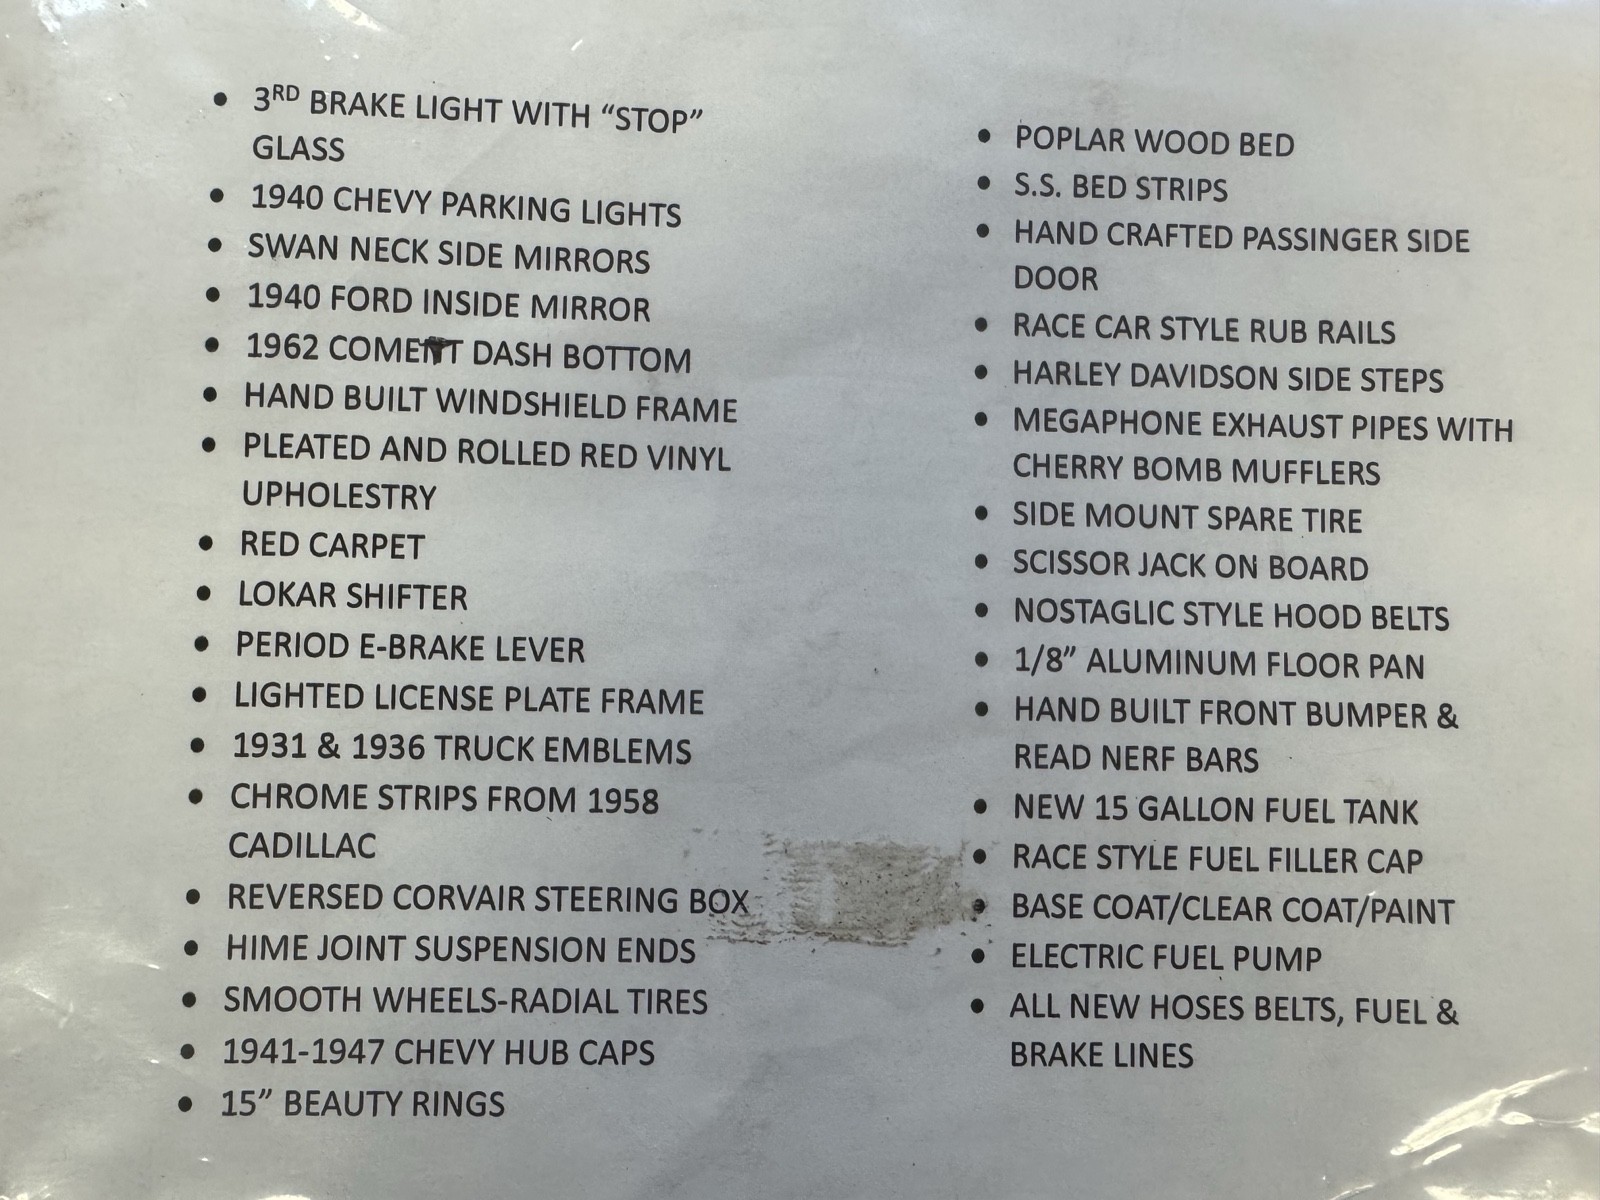 • 3RD BRAKE LIGHT WITH “STOP”
GLASS
• 1940 CHEVY PARKING LIGHTS
• SWAN NECK SIDE MIRRORS
• 1940 FORD INSIDE MIRROR
• 1962 COMENT DASH BOTTOM
• HAND BUILT WINDSHIELD FRAME
• PLEATED AND ROLLED RED VINYL
UPHOLESTRY
• RED CARPET
• LOKAR SHIFTER
• PERIOD E-BRAKE LEVER
• LIGHTED LICENSE PLATE FRAME
• 1931 & 1936 TRUCK EMBLEMS
• CHROME STRIPS FROM 1958
CADILLAC
• REVERSED CORVAIR STEERING BOX
• HIME JOINT SUSPENSION ENDS
• SMOOTH WHEELS-RADIAL TIRES
• 1941-1947 CHEVY HUB CAPS
• 15” BEAUTY RINGS
• POPLAR WOOD BED
• S.S. BED STRIPS
• HAND CRAFTED PASSINGER SIDE
DOOR
• RACE CAR STYLE RUB RAILS
• HARLEY DAVIDSON SIDE STEPS
• MEGAPHONE EXHAUST PIPES WITH
CHERRY BOMB MUFFLERS
• SIDE MOUNT SPARE TIRE
• SCISSOR JACK ON BOARD
• NOSTAGLIC STYLE HOOD BELTS
• 1/8” ALUMINUM FLOOR PAN
• HAND BUILT FRONT BUMPER &
READ NERF BARS
• NEW 15 GALLON FUEL TANK
• RACE STYLE FUEL FILLER CAP
• BASE COAT/CLEAR COAT/PAINT
• ELECTRIC FUEL PUMP
• ALL NEW HOSES BELTS, FUEL &
BRAKE LINES